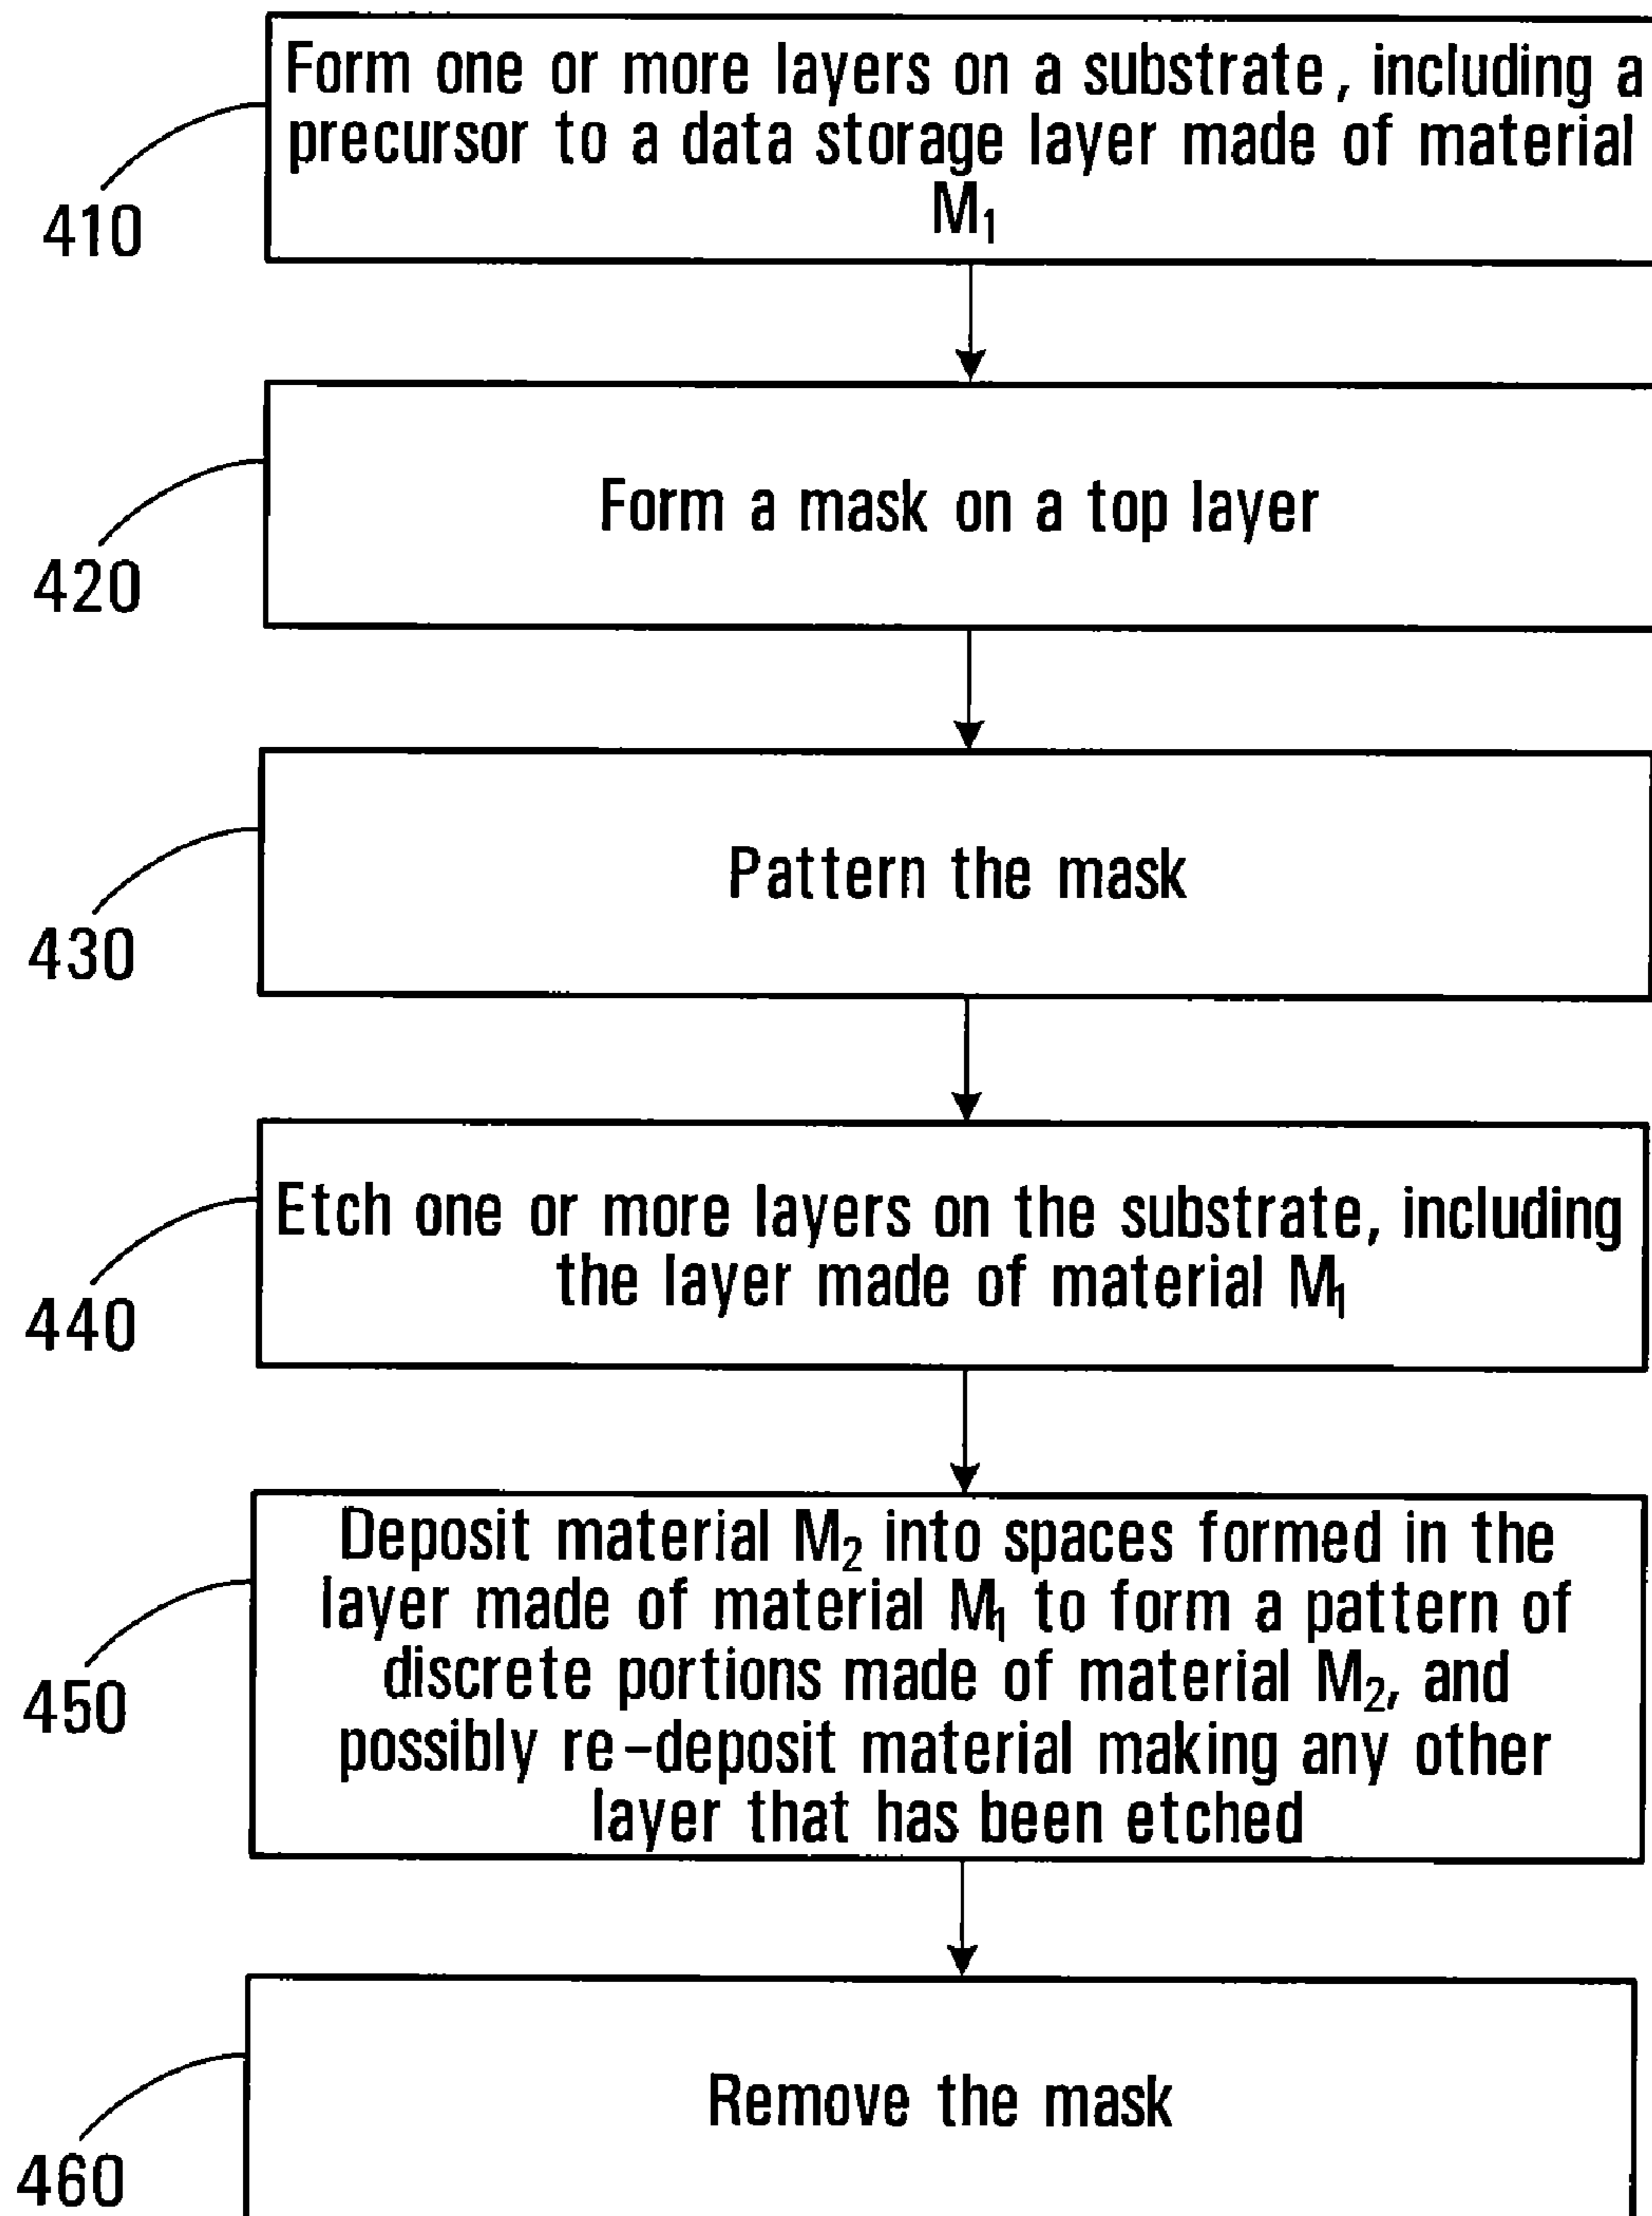 Form one or more layers on a substrate, including a
precursor to a data storage layer made of material
M₁
410
Form a mask on a top layer
420
Pattern the mask
430
Etch one or more layers on the substrate, including
the layer made of material M₁
440
Deposit material M₂ into spaces formed in the
layer made of material M₁ to form a pattern of
discrete portions made of material M₂, and
possibly re-deposit material making any other
layer that has been etched
450
Remove the mask
460